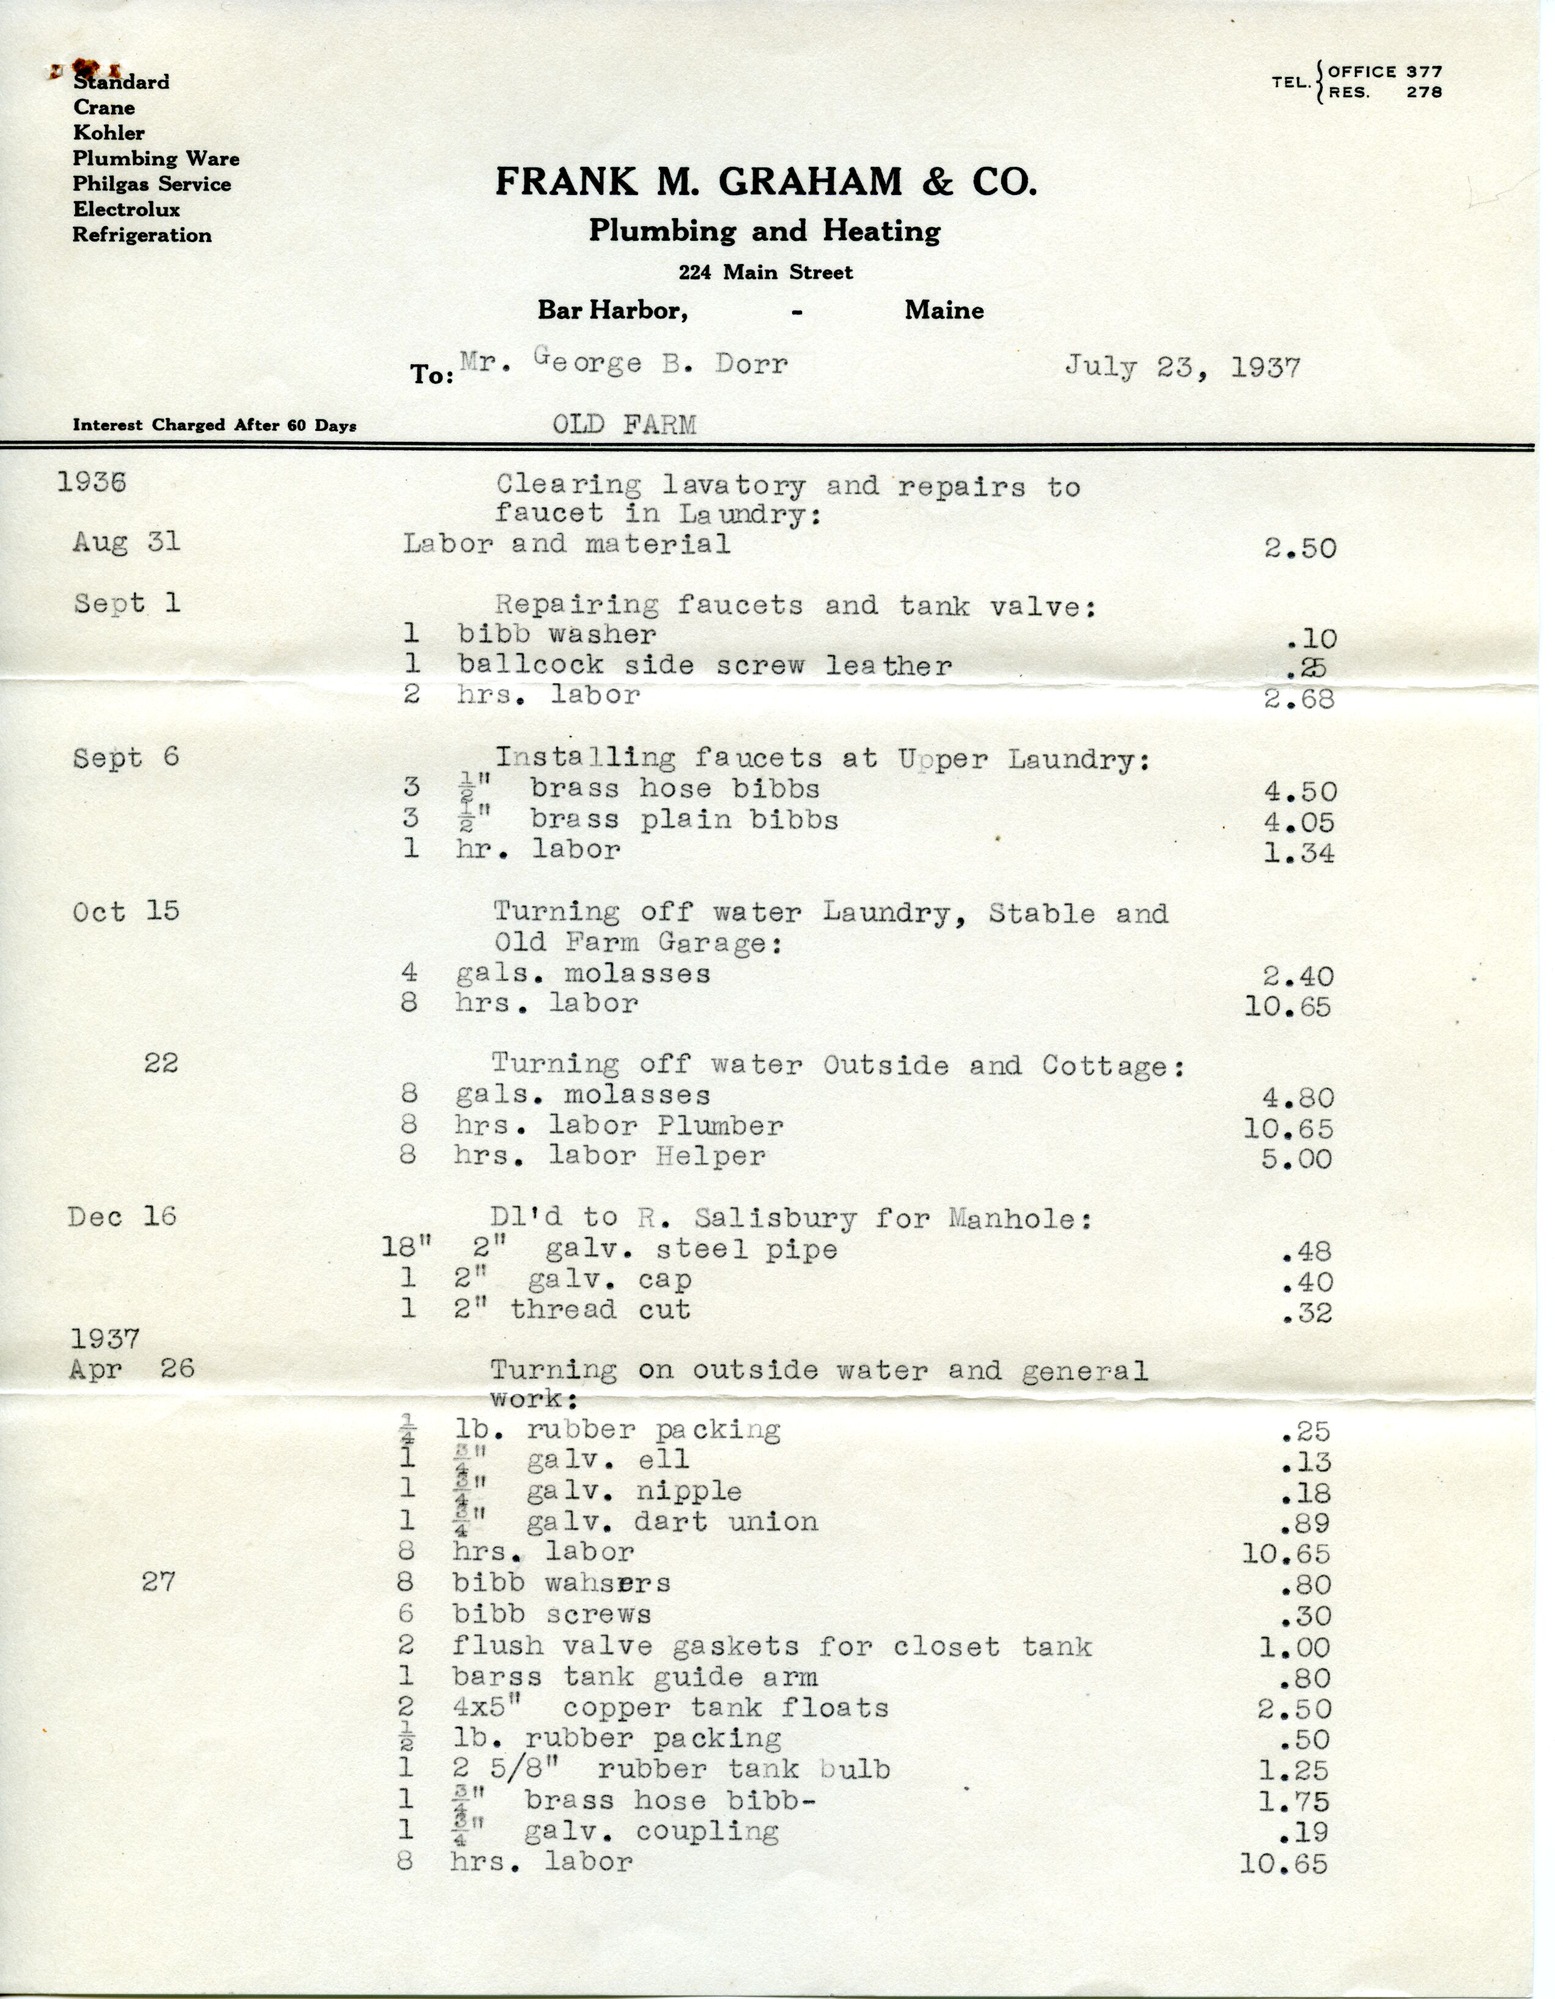 Standard
Crane
Kohler
Plumbing Ware
Philgas Service
Electrolux
Refrigeration
TEL. OFFICE 377
RES. 278
FRANK M. GRAHAM & CO.
Plumbing and Heating
224 Main Street
Bar Harbor, - Maine
To: Mr. George B. Dorr July 23, 1937
Interest Charged After 60 Days OLD FARM
1936 Clearing lavatory and repairs to
faucet in Laundry:
Aug 31 Labor and material 2.50
Sept 1 Repairing faucets and tank valve:
1 bibb washer .10
1 ballcock side screw leather .25
2 hrs. labor 2.68
Sept 6 Installing faucets at Upper Laundry:
3 ½" brass hose bibbs 4.50
3 ½" brass plain bibbs 4.05
1 hr. labor 1.34
Oct 15 Turning off water Laundry, Stable and
Old Farm Garage:
4 gals. molasses 2.40
8 hrs. labor 10.65
22 Turning off water Outside and Cottage:
8 gals. molasses 4.80
8 hrs. labor Plumber 10.65
8 hrs. labor Helper 5.00
Dec 16 Dl'd to R. Salisbury for Manhole:
18" 2" galv. steel pipe .48
1 2" galv. cap .40
1 2" thread cut .32
1937
Apr 26 Turning on outside water and general
work:
¼ lb. rubber packing .25
1 ¾" galv. ell .13
1 ¾" galv. nipple .18
1 ¾" galv. dart union .89
8 hrs. labor 10.65
27 8 bibb wahsers .80
6 bibb screws .30
2 flush valve gaskets for closet tank 1.00
1 barss tank guide arm .80
2 4x5" copper tank floats 2.50
½ lb. rubber packing .50
1 2 5/8" rubber tank bulb 1.25
1 ¾" brass hose bibb- 1.75
1 ¾" galv. coupling .19
8 hrs. labor 10.65